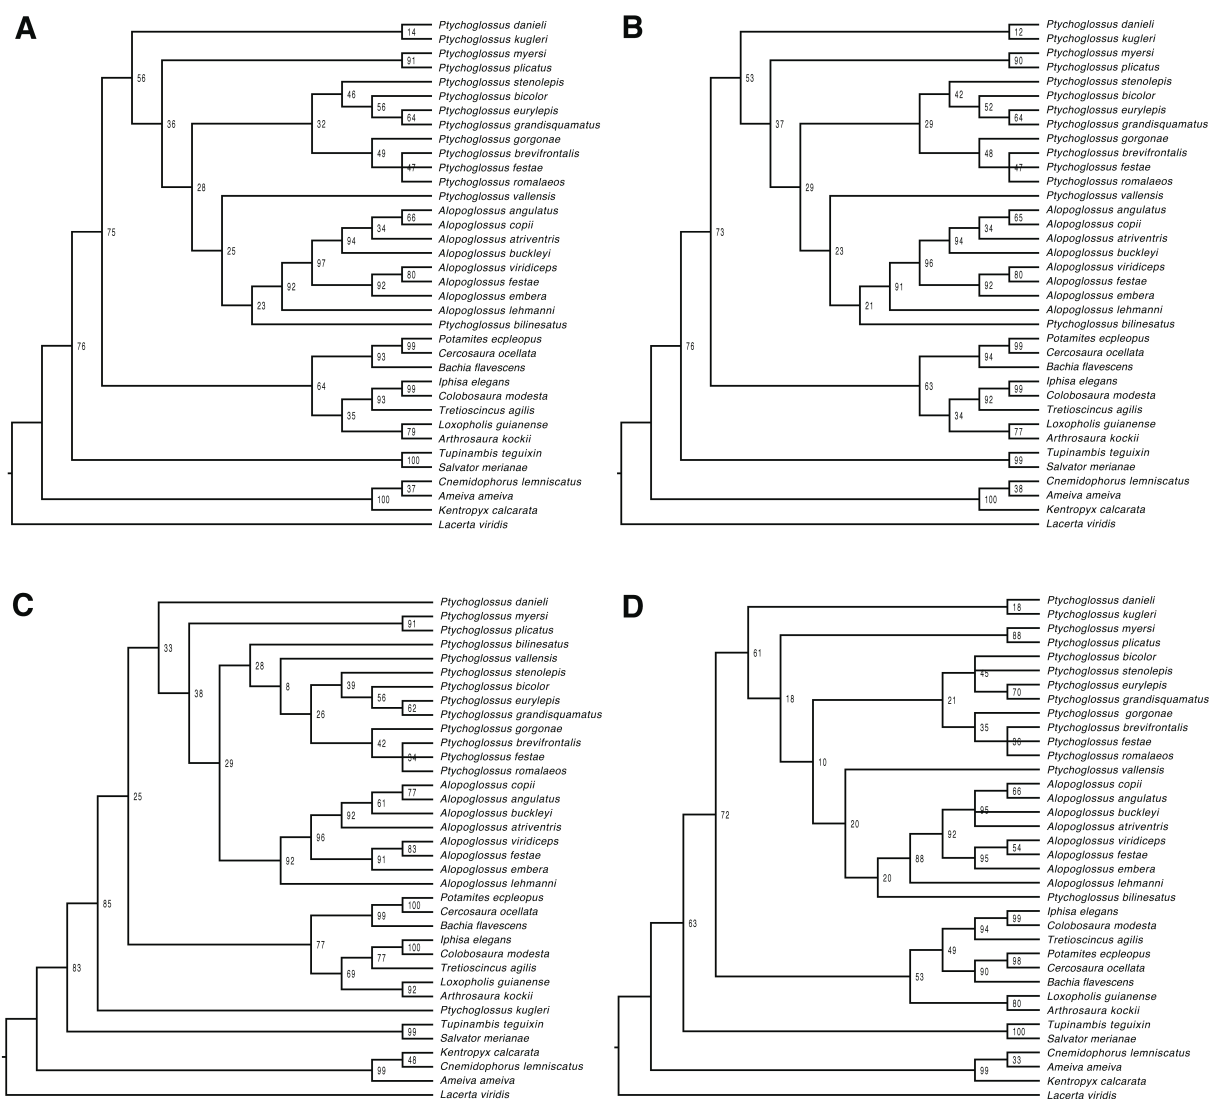 A
Ptychoglossus danieli
14
Ptychoglossus kugleri
Ptychoglossus myersi
91
Ptychoglossus plicatus
56
Ptychoglossus stenolepis
46
Ptychoglossus bicolor
56
Ptychoglossus eurylepis
64
Ptychoglossus grandisquamatus
36
32
Ptychoglossus gorgonae
49
Ptychoglossus brevifrontalis
47
Ptychoglossus festae
Ptychoglossus romalaeos
28
Ptychoglossus vallensis
Alopoglossus angulatus
66
Alopoglossus copii
34
75
Alopoglossus atriventris
94
25
Alopoglossus buckleyi
97
Alopoglossus viridiceps
80
Alopoglossus festae
92
92
Alopoglossus embera
23
Alopoglossus lehmanni
Ptychoglossus bilinesatus
Potamites ecpleopus
76
99
Cercosaura ocellata
93
Bachia flavescens
Iphisa elegans
64
99
Colobosaura modesta
93
Tretioscincus agilis
35
Loxopholis guianense
79
Arthrosaura kockii
Tupinambis teguixin
100
Salvator merianae
Cnemidophorus lemniscatus
37
Ameiva ameiva
100
Kentropyx calcarata
Lacerta viridis
B
Ptychoglossus danieli
12
Ptychoglossus kugleri
Ptychoglossus myersi
90
Ptychoglossus plicatus
53
Ptychoglossus stenolepis
42
Ptychoglossus bicolor
52
Ptychoglossus eurylepis
64
Ptychoglossus grandisquamatus
37
29
Ptychoglossus gorgonae
48
Ptychoglossus brevifrontalis
47
Ptychoglossus festae
Ptychoglossus romalaeos
29
Ptychoglossus vallensis
Alopoglossus angulatus
65
Alopoglossus copii
34
73
Alopoglossus atriventris
94
23
Alopoglossus buckleyi
96
Alopoglossus viridiceps
80
Alopoglossus festae
92
91
Alopoglossus embera
21
Alopoglossus lehmanni
Ptychoglossus bilinesatus
Potamites ecpleopus
76
99
Cercosaura ocellata
94
Bachia flavescens
Iphisa elegans
63
99
Colobosaura modesta
92
Tretioscincus agilis
34
Loxopholis guianense
77
Arthrosaura kockii
Tupinambis teguixin
99
Salvator merianae
Cnemidophorus lemniscatus
38
Ameiva ameiva
100
Kentropyx calcarata
Lacerta viridis
C
Ptychoglossus danieli
Ptychoglossus myersi
91
Ptychoglossus plicatus
33
Ptychoglossus bilinesatus
28
Ptychoglossus vallensis
Ptychoglossus stenolepis
8
39
Ptychoglossus bicolor
38
56
Ptychoglossus eurylepis
62
Ptychoglossus grandisquamatus
26
Ptychoglossus gorgonae
42
Ptychoglossus brevifrontalis
34
Ptychoglossus festae
29
Ptychoglossus romalaeos
Alopoglossus copii
77
25
Alopoglossus angulatus
61
Alopoglossus buckleyi
92
Alopoglossus atriventris
96
Alopoglossus viridiceps
83
Alopoglossus festae
92
91
Alopoglossus embera
Alopoglossus lehmanni
Potamites ecpleopus
85
100
Cercosaura ocellata
99
Bachia flavescens
Iphisa elegans
77
100
Colobosaura modesta
77
Tretioscincus agilis
83
69
Loxopholis guianense
92
Arthrosaura kockii
Ptychoglossus kugleri
Tupinambis teguixin
99
Salvator merianae
Kentropyx calcarata
48
Cnemidophorus lemniscatus
99
Ameiva ameiva
Lacerta viridis
D
Ptychoglossus danieli
18
Ptychoglossus kugleri
Ptychoglossus myersi
88
Ptychoglossus plicatus
61
Ptychoglossus bicolor
45
Ptychoglossus stenolepis
Ptychoglossus eurylepis
70
Ptychoglossus grandisquamatus
18
21
Ptychoglossus gorgonae
35
Ptychoglossus brevifrontalis
Ptychoglossus festae
Ptychoglossus romalaeos
10
Ptychoglossus vallensis
Alopoglossus copii
66
Alopoglossus angulatus
95
Alopoglossus buckleyi
72
20
Alopoglossus atriventris
92
Alopoglossus viridiceps
54
Alopoglossus festae
88
95
Alopoglossus embera
20
Alopoglossus lehmanni
Ptychoglossus bilinesatus
Iphisa elegans
63
99
Colobosaura modesta
94
Tretioscincus agilis
49
Potamites ecpleopus
98
Cercosaura ocellata
53
90
Bachia flavescens
Loxopholis guianense
80
Arthrosaura kockii
Tupinambis teguixin
100
Salvator merianae
Cnemidophorus lemniscatus
33
Ameiva ameiva
99
Kentropyx calcarata
Lacerta viridis